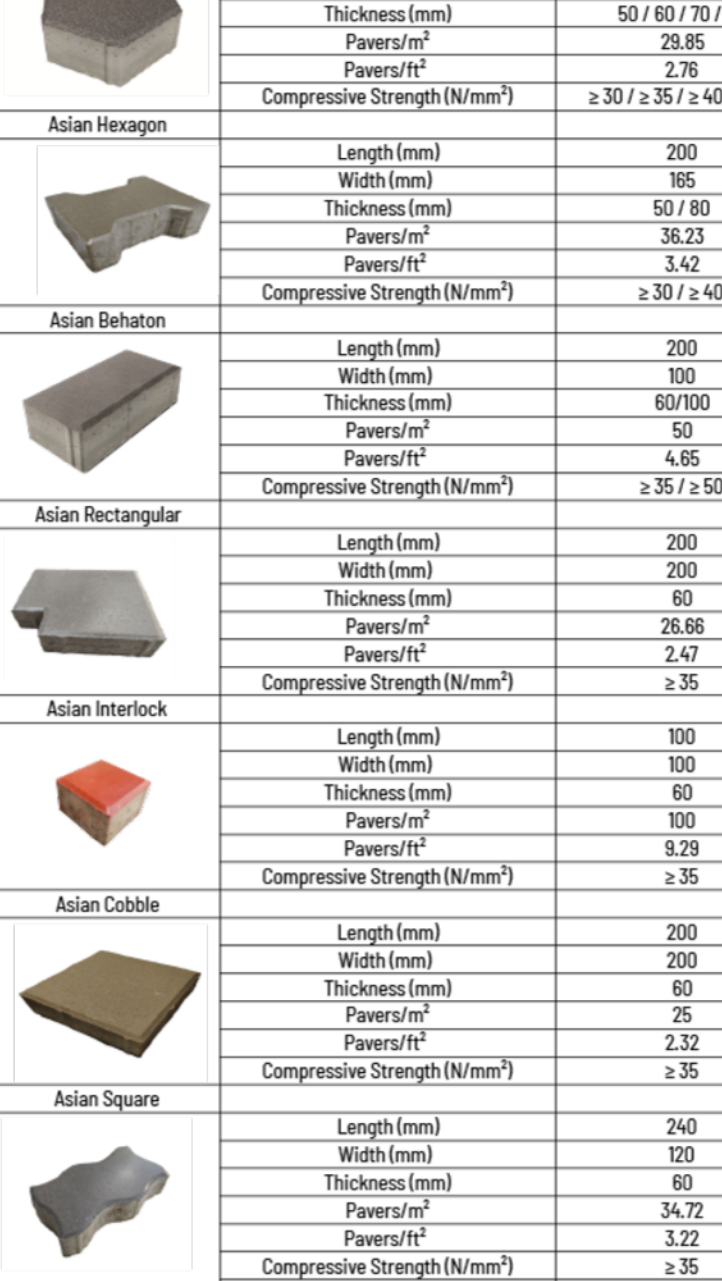 Thickness (mm) 50 / 60 / 70 /
Pavers/m² 29.85
Pavers/ft² 2.76
Compressive Strength (N/mm²) ≥ 30 / ≥ 35 / ≥ 40
Asian Hexagon
Length (mm) 200
Width (mm) 165
Thickness (mm) 50 / 80
Pavers/m² 36.23
Pavers/ft² 3.42
Compressive Strength (N/mm²) ≥ 30 / ≥ 40
Asian Behaton
Length (mm) 200
Width (mm) 100
Thickness (mm) 60/100
Pavers/m² 50
Pavers/ft² 4.65
Compressive Strength (N/mm²) ≥ 35 / ≥ 50
Asian Rectangular
Length (mm) 200
Width (mm) 200
Thickness (mm) 60
Pavers/m² 26.66
Pavers/ft² 2.47
Compressive Strength (N/mm²) ≥ 35
Asian Interlock
Length (mm) 100
Width (mm) 100
Thickness (mm) 60
Pavers/m² 100
Pavers/ft² 9.29
Compressive Strength (N/mm²) ≥ 35
Asian Cobble
Length (mm) 200
Width (mm) 200
Thickness (mm) 60
Pavers/m² 25
Pavers/ft² 2.32
Compressive Strength (N/mm²) ≥ 35
Asian Square
Length (mm) 240
Width (mm) 120
Thickness (mm) 60
Pavers/m² 34.72
Pavers/ft² 3.22
Compressive Strength (N/mm²) ≥ 35